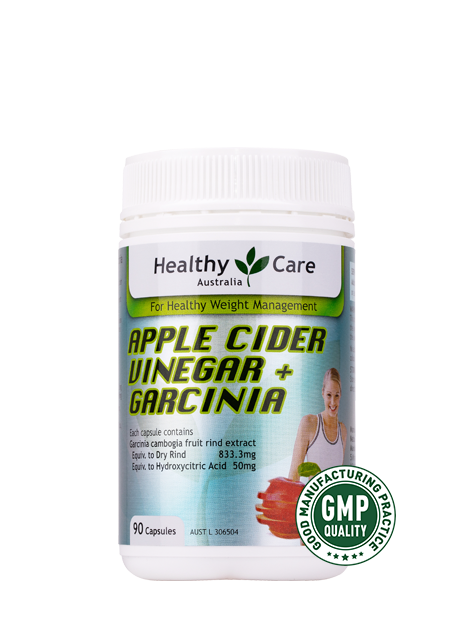 Healthy Care
Australia
For Healthy Weight Management
APPLE CIDER
VINEGAR +
GARCINIA
Each capsule contains
Garcinia cambogia fruit rind extract
Equiv. to Dry Rind 833.3mg
Equiv. to Hydroxycitric Acid 50mg
90 Capsules
AUST L 306504
GOOD MANUFACTURING PRACTICE
GMP
QUALITY